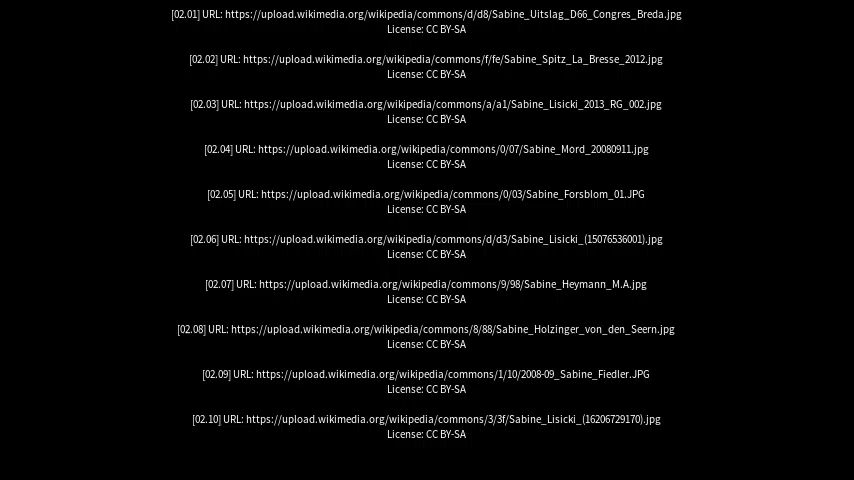 [02.01] URL: https://upload.wikimedia.org/wikipedia/commons/d/d8/Sabine_Uitslag_D66_Congres_Breda.jpg
License: CC BY-SA
[02.02] URL: https://upload.wikimedia.org/wikipedia/commons/f/fe/Sabine_Spitz_La_Bresse_2012.jpg
License: CC BY-SA
[02.03] URL: https://upload.wikimedia.org/wikipedia/commons/a/a1/Sabine_Lisicki_2013_RG_002.jpg
License: CC BY-SA
[02.04] URL: https://upload.wikimedia.org/wikipedia/commons/0/07/Sabine_Mord_20080911.jpg
License: CC BY-SA
[02.05] URL: https://upload.wikimedia.org/wikipedia/commons/0/03/Sabine_Forsblom_01.JPG
License: CC BY-SA
[02.06] URL: https://upload.wikimedia.org/wikipedia/commons/d/d3/Sabine_Lisicki_(15076536001).jpg
License: CC BY-SA
[02.07] URL: https://upload.wikimedia.org/wikipedia/commons/9/98/Sabine_Heymann_M.A.jpg
License: CC BY-SA
[02.08] URL: https://upload.wikimedia.org/wikipedia/commons/8/88/Sabine_Holzinger_von_den_Seern.jpg
License: CC BY-SA
[02.09] URL: https://upload.wikimedia.org/wikipedia/commons/1/10/2008-09_Sabine_Fiedler.JPG
License: CC BY-SA
[02.10] URL: https://upload.wikimedia.org/wikipedia/commons/3/3f/Sabine_Lisicki_(16206729170).jpg
License: CC BY-SA